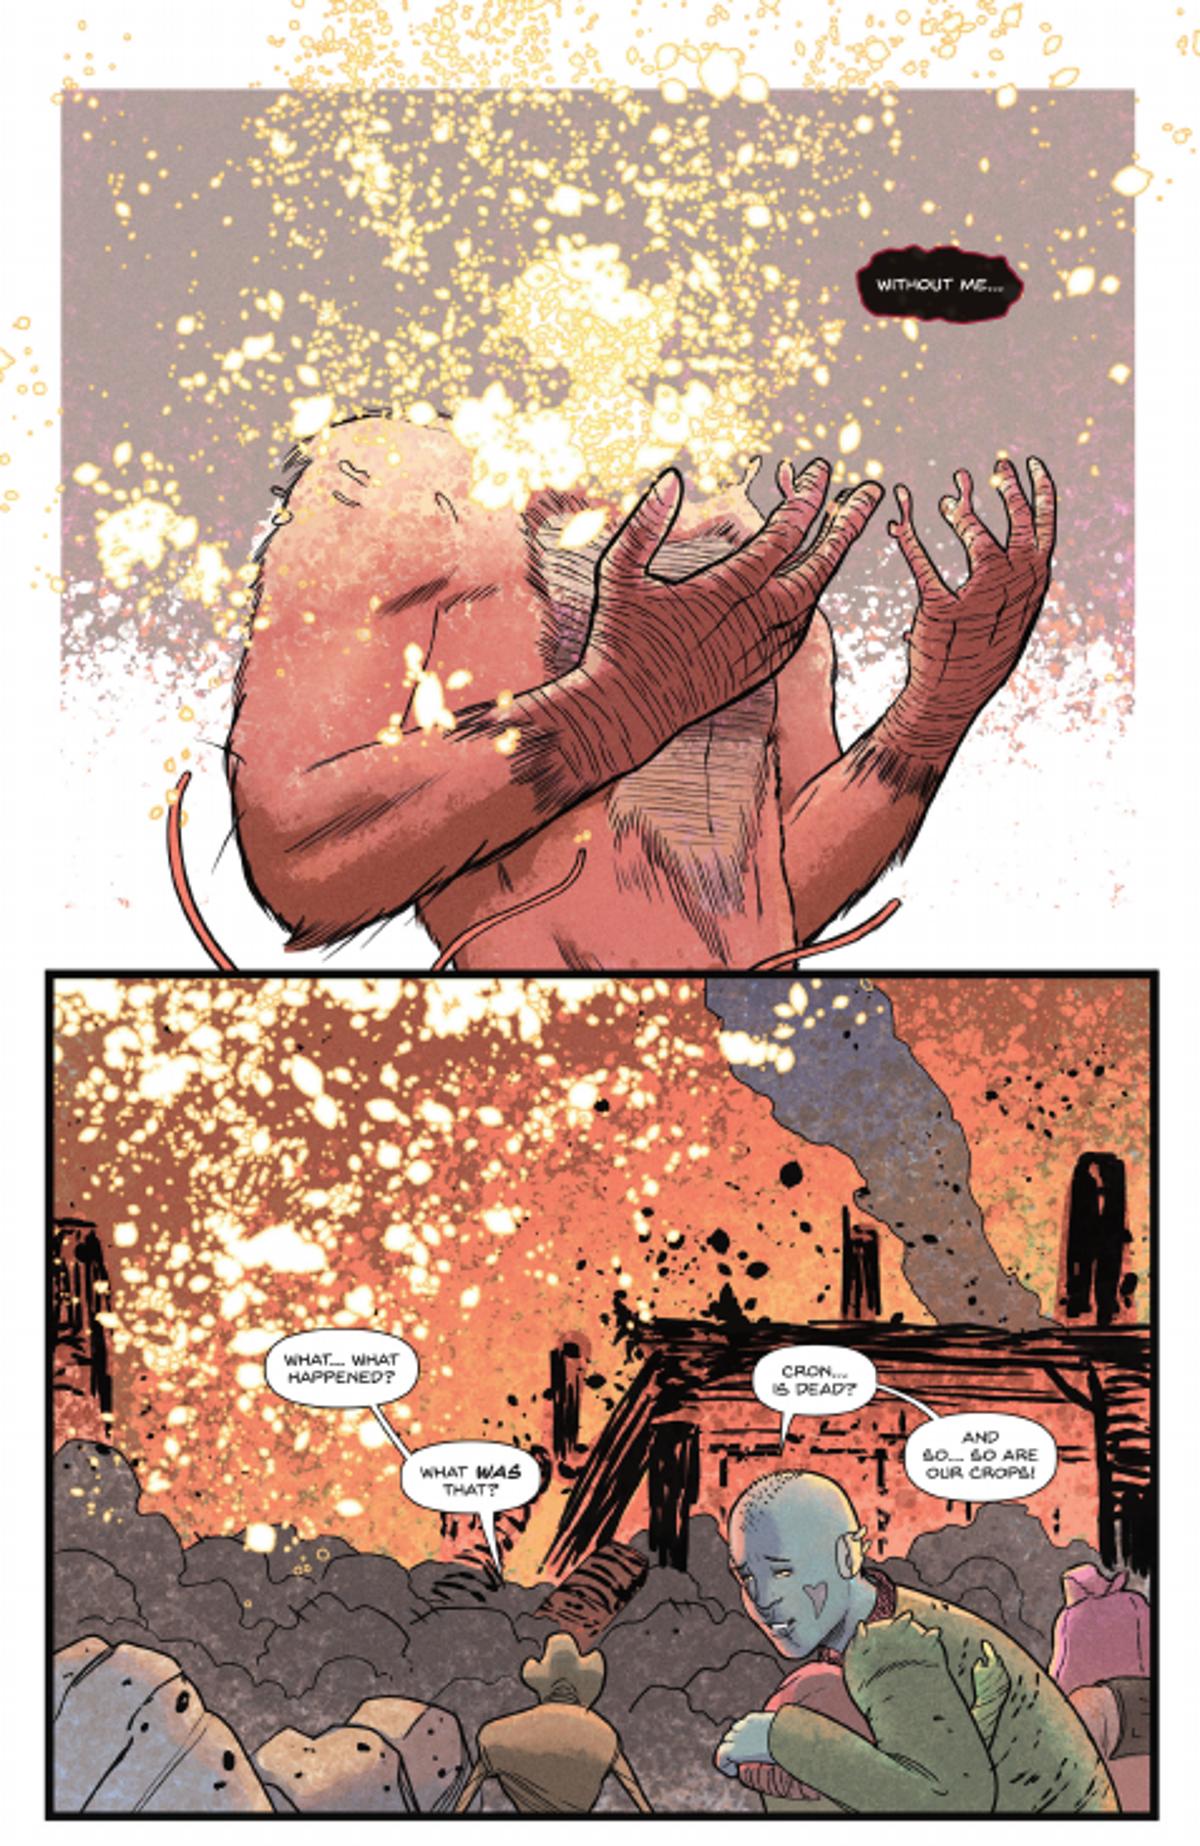 WITHOUT ME...
WHAT... WHAT
HAPPENED?
WHAT WAS
THAT?
CRON...
IS DEAD?
AND
SO... SO ARE
OUR CROPS!